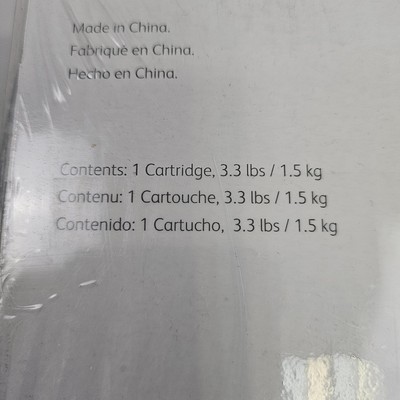 Made in China.
Fabriqué en China.
Hecho en China.
Contents: 1 Cartridge, 3.3 lbs / 1.5 kg
Contenu: 1 Cartouche, 3.3 lbs / 1.5 kg
Contenido: 1 Cartucho, 3.3 lbs / 1.5 kg